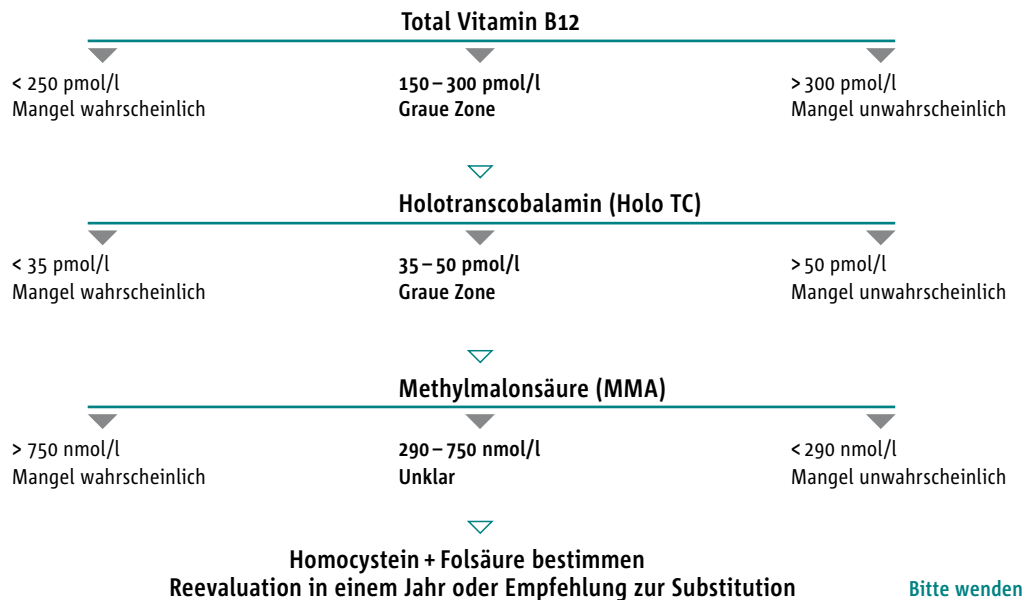 Total Vitamin B12
< 250 pmol/l
Mangel wahrscheinlich
150 – 300 pmol/l
Graue Zone
> 300 pmol/l
Mangel unwahrscheinlich
Holotranscobalamin (Holo TC)
< 35 pmol/l
Mangel wahrscheinlich
35 – 50 pmol/l
Graue Zone
> 50 pmol/l
Mangel unwahrscheinlich
Methylmalonsäure (MMA)
> 750 nmol/l
Mangel wahrscheinlich
290 – 750 nmol/l
Unklar
< 290 nmol/l
Mangel unwahrscheinlich
Homocystein + Folsäure bestimmen
Reevaluation in einem Jahr oder Empfehlung zur Substitution
Bitte wenden